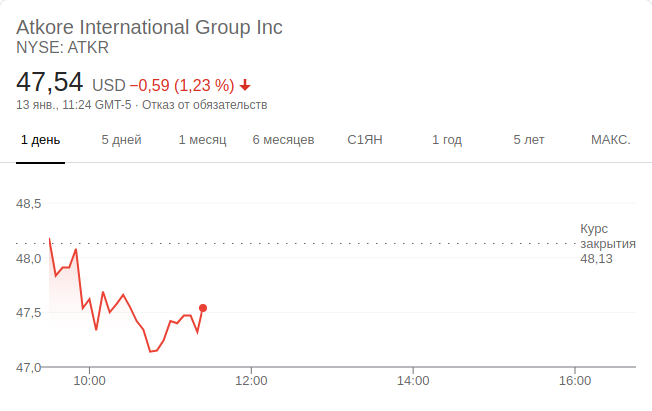 Atkore International Group Inc
NYSE: ATKR
47,54 USD −0,59 (1,23 %)
13 янв., 11:24 GMT-5 · Отказ от обязательств
1 день 5 дней 1 месяц 6 месяцев С1ЯН 1 год 5 лет МАКС.
48,5
Курс
закрытия
48,13
48,0
47,5
47,0
10:00 12:00 14:00 16:00